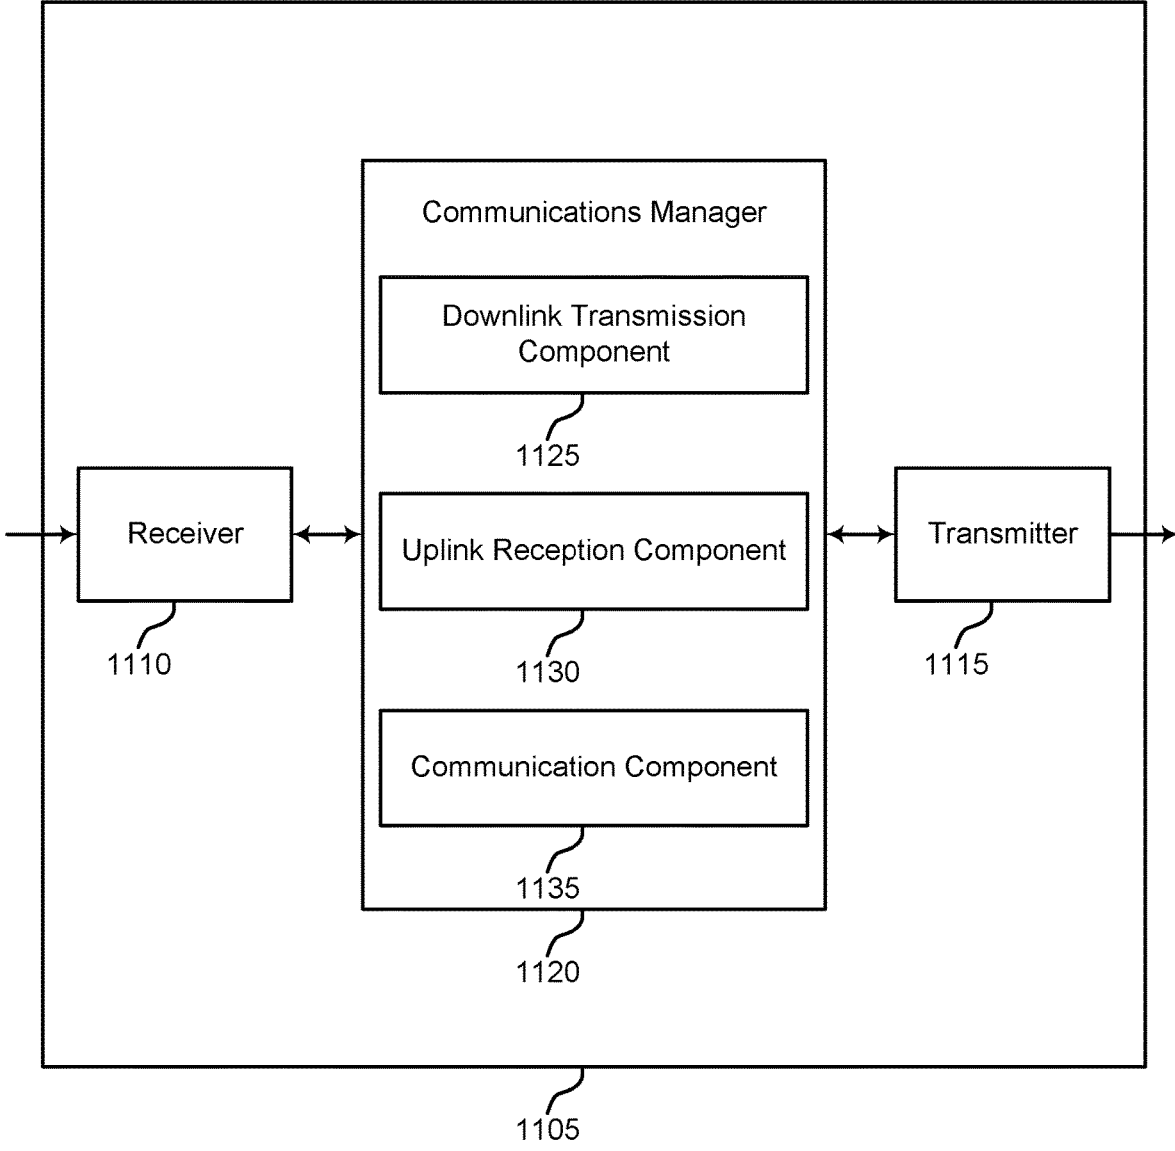 Communications Manager
Downlink Transmission
Component
1125
Receiver
1110
Uplink Reception Component
1130
Transmitter
1115
Communication Component
1135
1120
1105